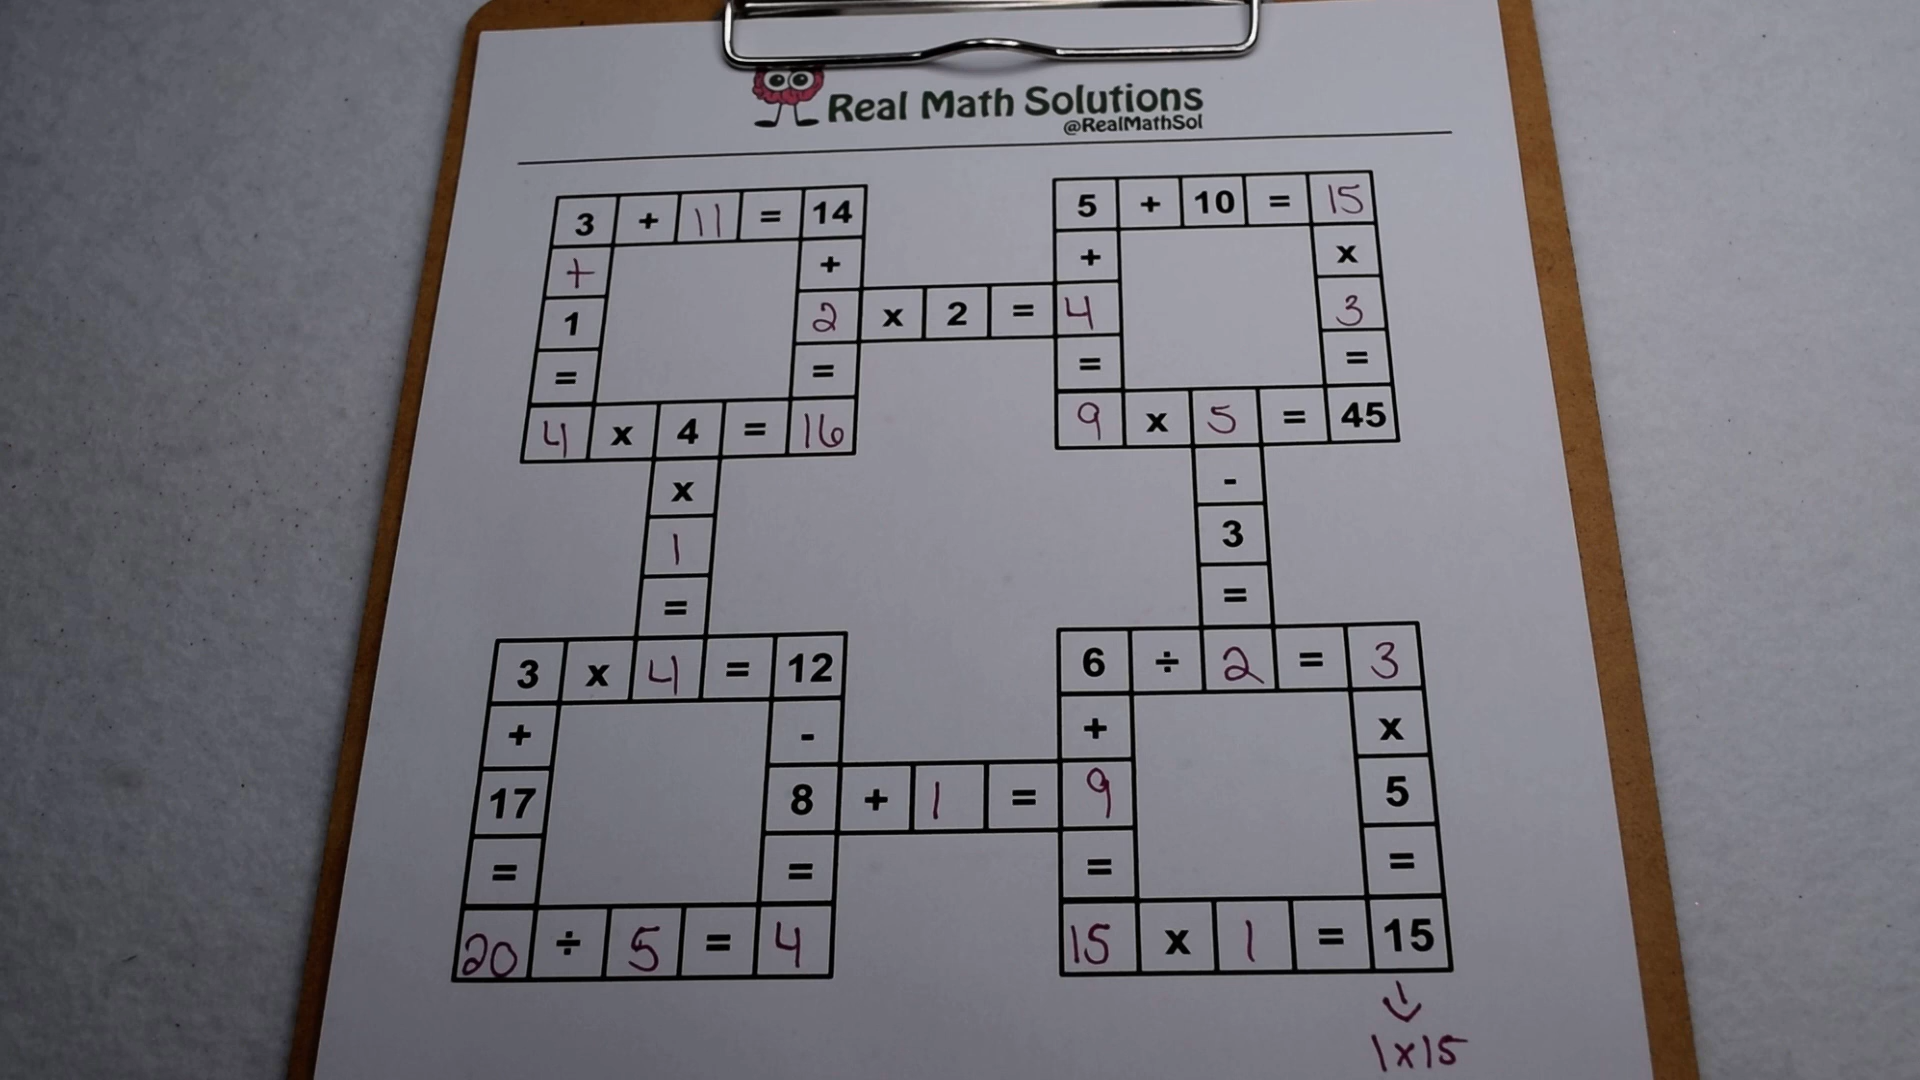 Real Math Solutions
@RealMathSol
3 + 11 = 14
5 + 10 = 15
+ + + x
1 2 x 2 = 4 3
= = = =
4 x 4 = 16
9 x 5 = 45
x -
1 3
= =
3 x 4 = 12
6 ÷ 2 = 3
+ - + x
17 8 + 1 = 9 5
= = = =
20 ÷ 5 = 4
15 x 1 = 15
1x15